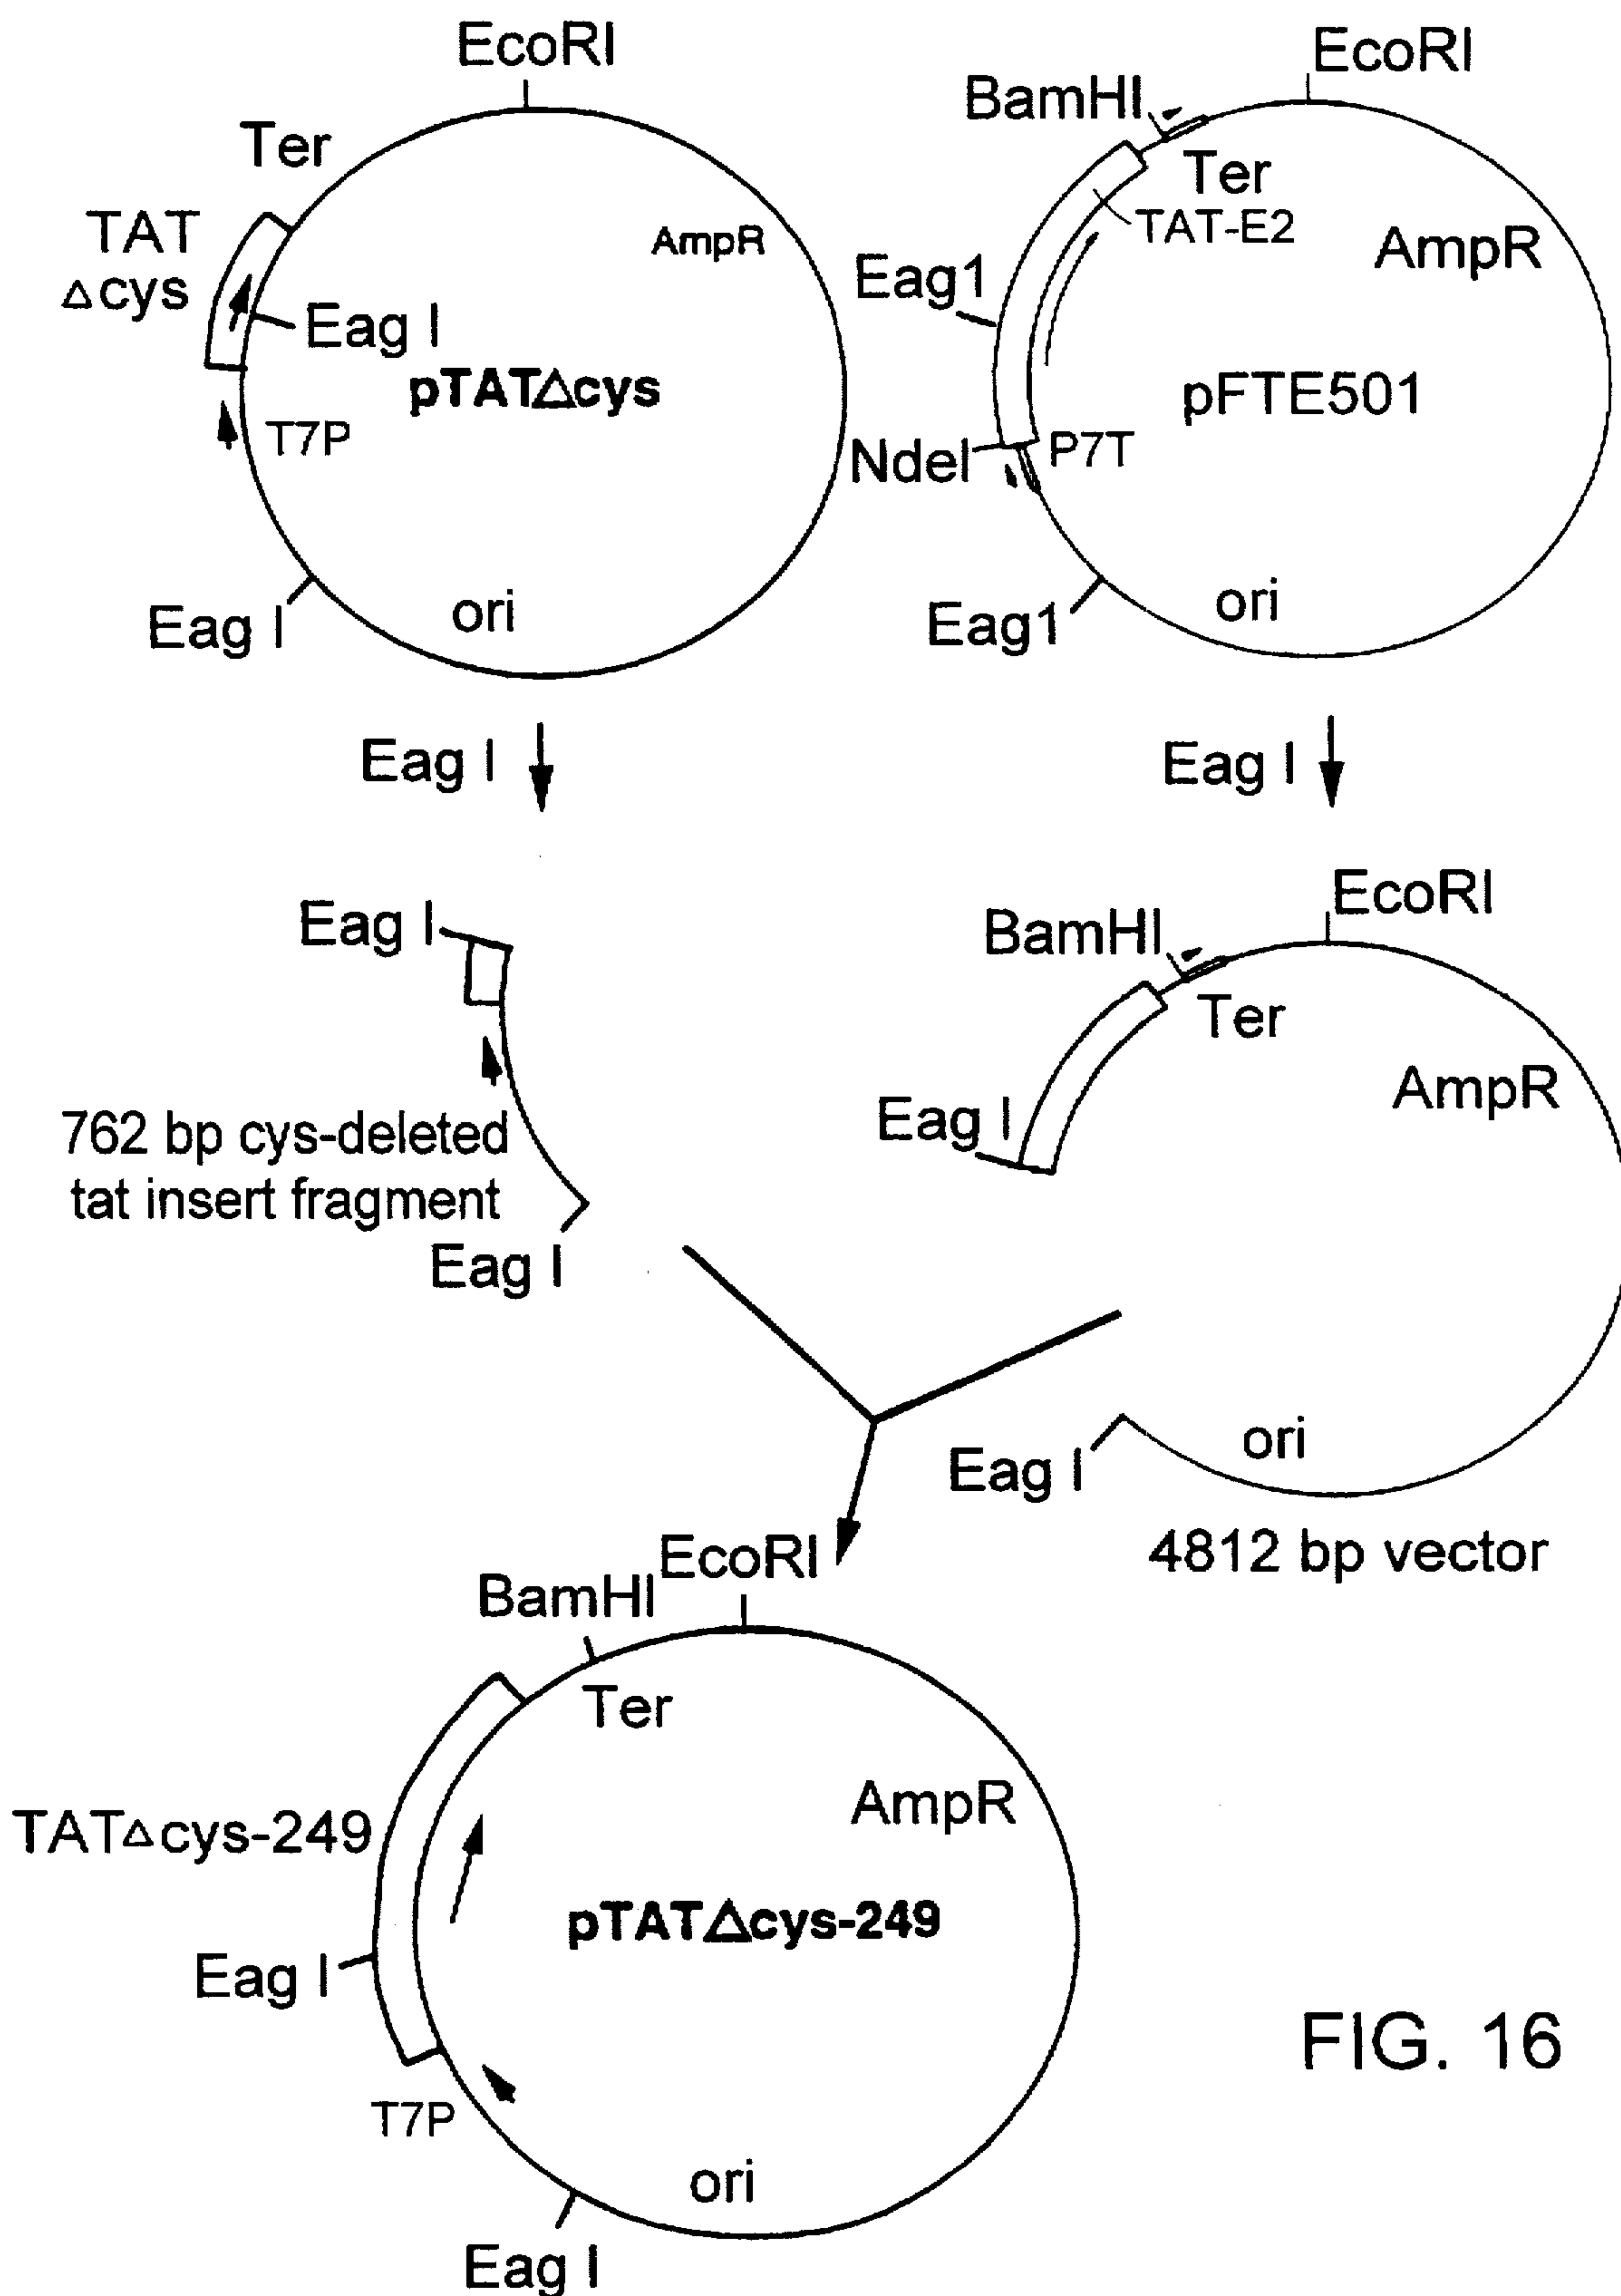 EcoRI
Ter
TAT
△cys
AmpR
Eag I
pTAT△cys
T7P
Eag I
ori
EcoRI
BamHI
Ter
TAT-E2
Eag1
AmpR
pFTE501
NdeI
P7T
Eag1
ori
Eag I
Eag I
Eag I
762 bp cys-deleted
tat insert fragment
Eag I
EcoRI
BamHI
Ter
AmpR
Eag I
ori
Eag I
4812 bp vector
EcoRI
BamHI
Ter
AmpR
TAT△cys-249
pTAT△cys-249
Eag I
T7P
ori
Eag I
FIG. 16